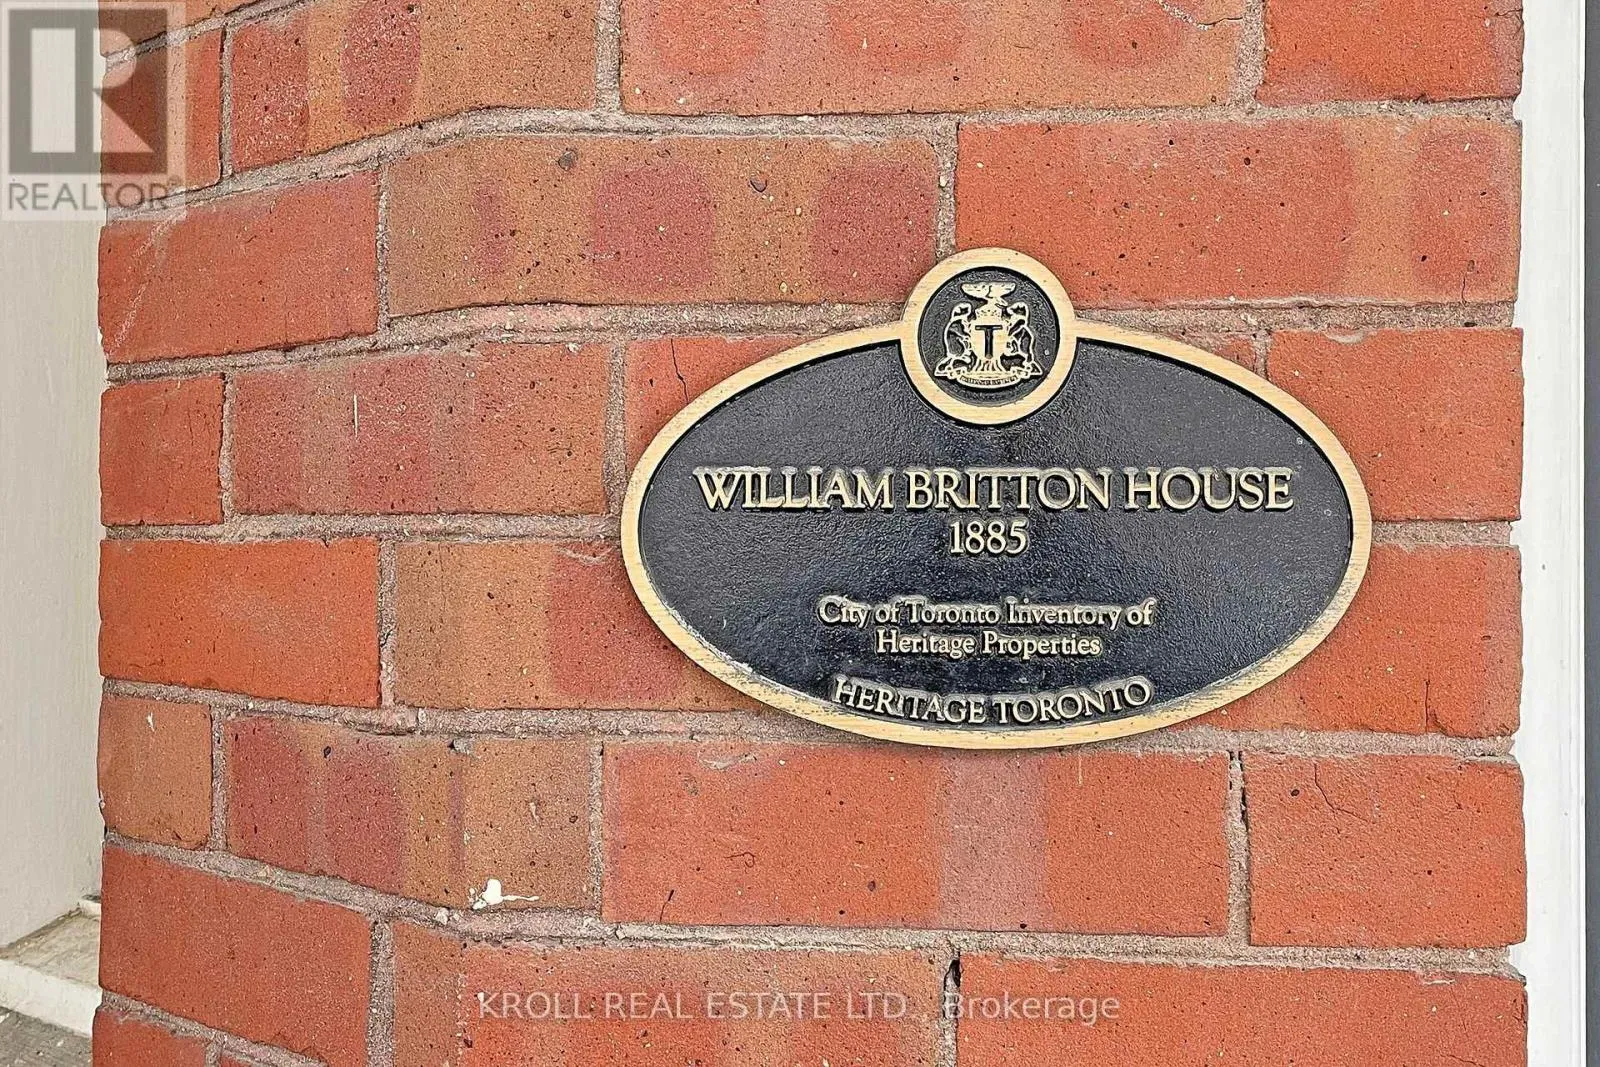 REALTOR
WILLIAM BRITTON HOUSE
1885
City of Toronto Inventory of
Heritage Properties
HERITAGE TORONTO
KROLL REAL ESTATE LTD., Brokerage